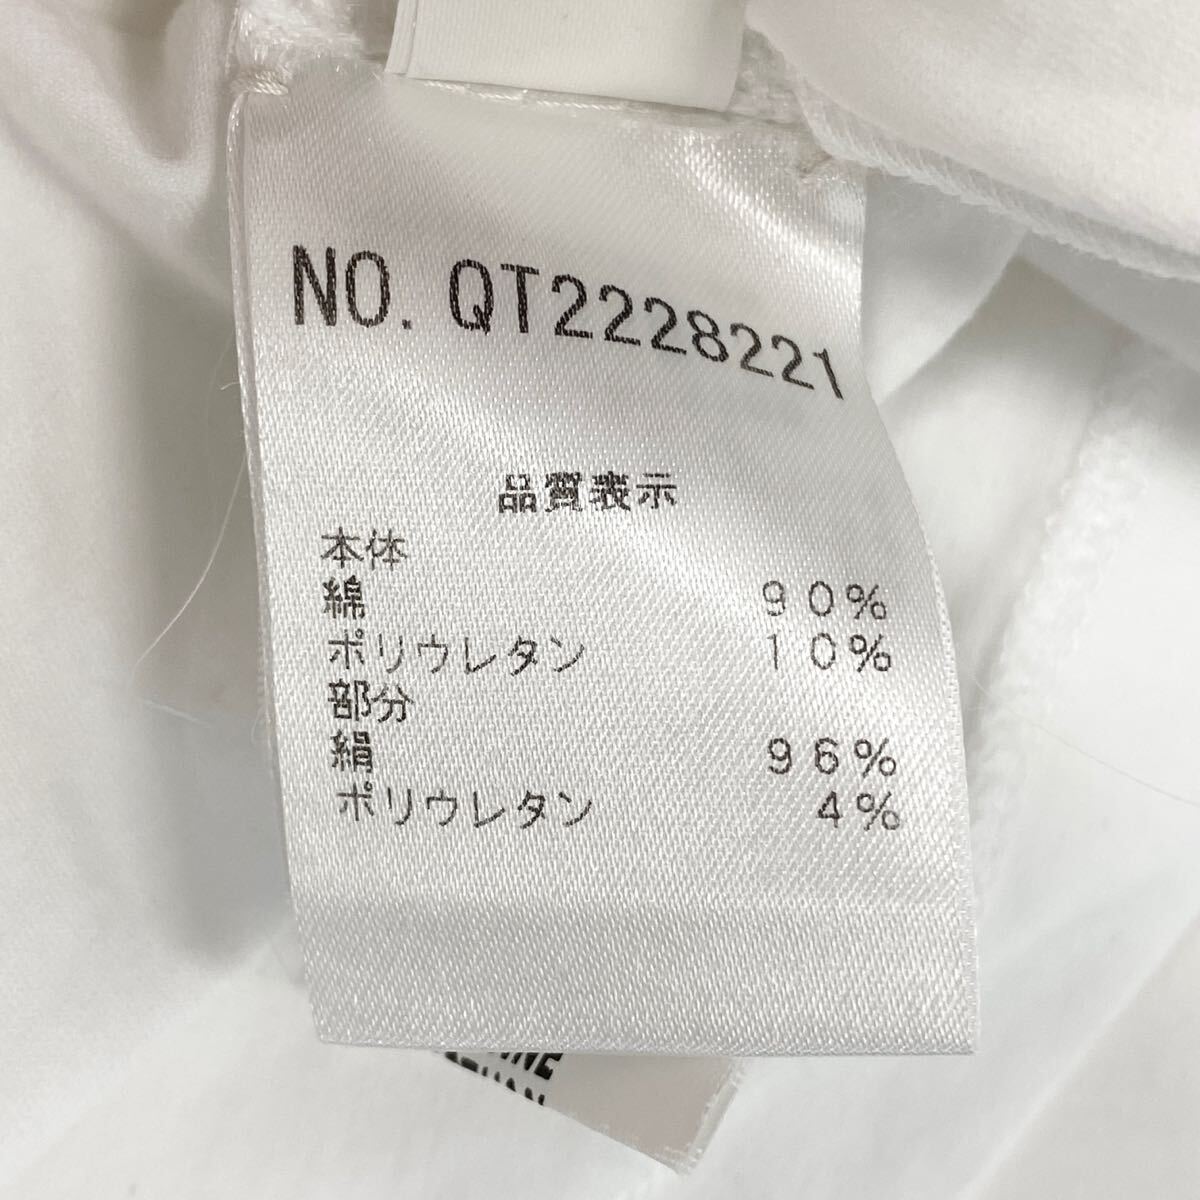 NO. QT2228221
品質表示
本体
綿 90%
ポリウレタン 10%
部分
絹 96%
ポリウレタン 4%